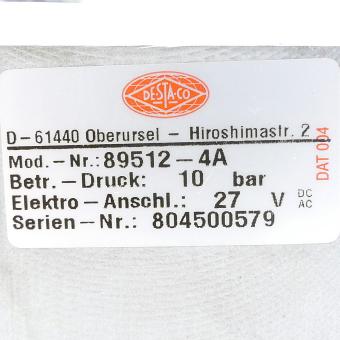 DE-STA-CO
D-61440 Oberursel - Hiroshimastr. 2
Mod.-Nr.: 89512-4A
Betr.-Druck: 10 bar
Elektro-Anschl.: 27 V DC AC
Serien-Nr.: 804500579
DAT 004